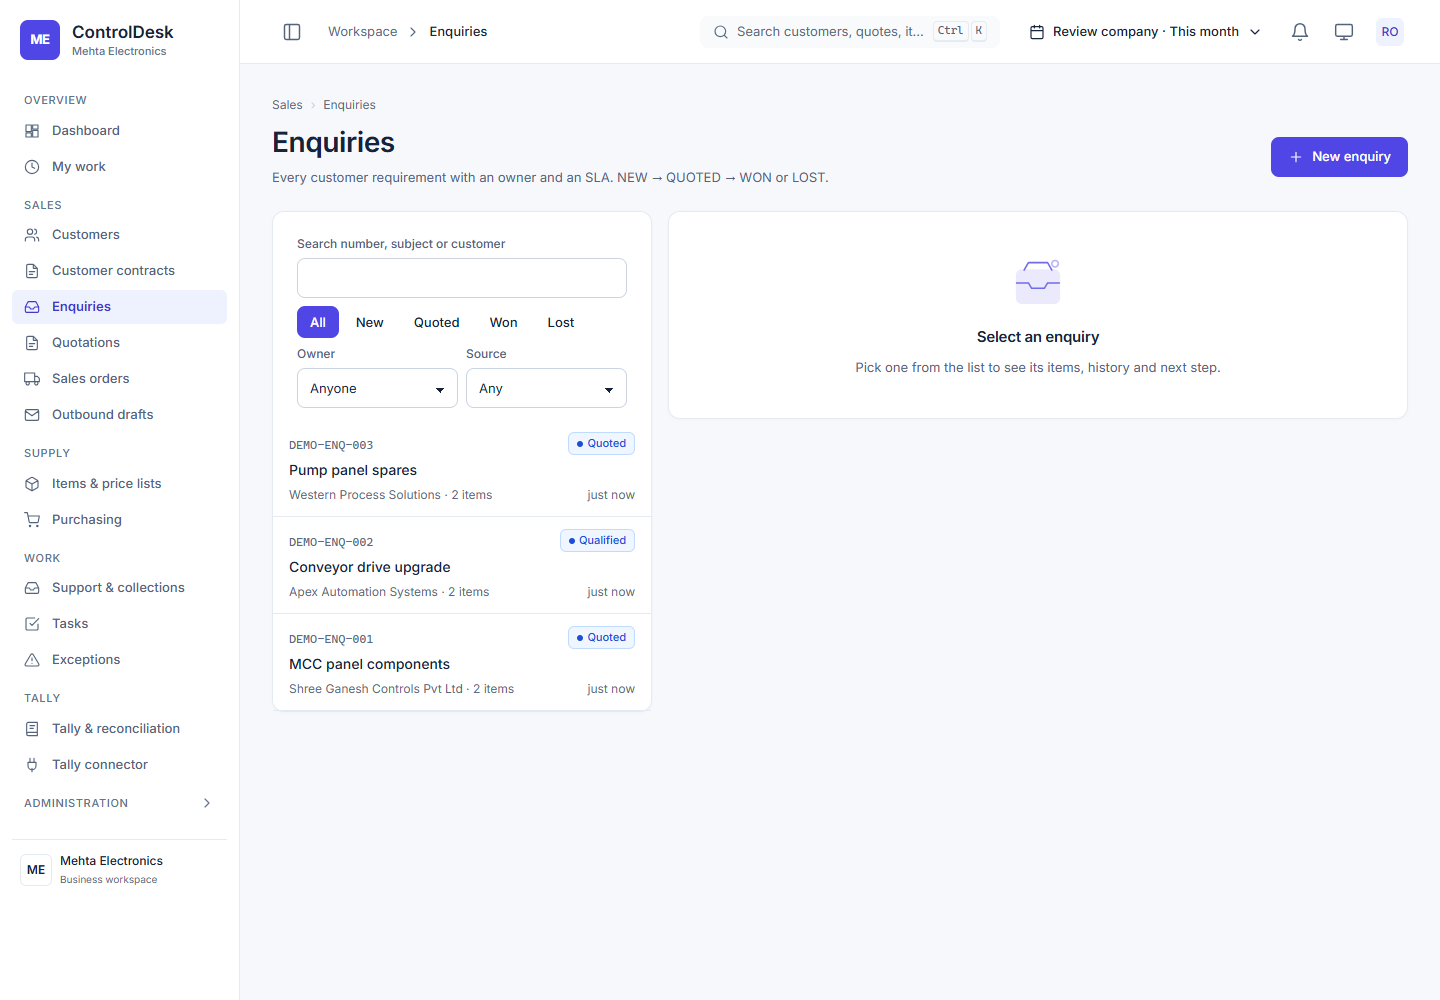 ME
ControlDesk
Mehta Electronics
OVERVIEW
Dashboard
My work
SALES
Customers
Customer contracts
Enquiries
Quotations
Sales orders
Outbound drafts
SUPPLY
Items & price lists
Purchasing
WORK
Support & collections
Tasks
Exceptions
TALLY
Tally & reconciliation
Tally connector
ADMINISTRATION
ME
Mehta Electronics
Business workspace
Workspace > Enquiries
Search customers, quotes, it... Ctrl K
Review company · This month
RO
Sales › Enquiries
Enquiries
Every customer requirement with an owner and an SLA. NEW → QUOTED → WON or LOST.
+ New enquiry
Search number, subject or customer
All New Quoted Won Lost
Owner Source
Anyone Any
DEMO-ENQ-003 Quoted
Pump panel spares
Western Process Solutions · 2 items just now
DEMO-ENQ-002 Qualified
Conveyor drive upgrade
Apex Automation Systems · 2 items just now
DEMO-ENQ-001 Quoted
MCC panel components
Shree Ganesh Controls Pvt Ltd · 2 items just now
Select an enquiry
Pick one from the list to see its items, history and next step.